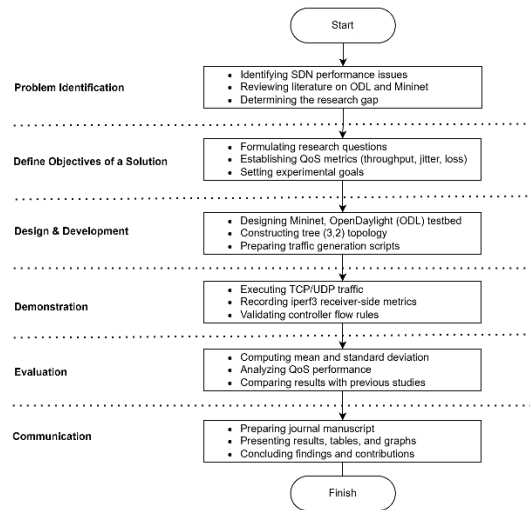 Start
Problem Identification
• Identifying SDN performance issues
• Reviewing literature on ODL and Mininet
• Determining the research gap
Define Objectives of a Solution
• Formulating research questions
• Establishing QoS metrics (throughput, jitter, loss)
• Setting experimental goals
Design & Development
• Designing Mininet, OpenDaylight (ODL) testbed
• Constructing tree (3,2) topology
• Preparing traffic generation scripts
Demonstration
• Executing TCP/UDP traffic
• Recording iperf3 receiver-side metrics
• Validating controller flow rules
Evaluation
• Computing mean and standard deviation
• Analyzing QoS performance
• Comparing results with previous studies
Communication
• Preparing journal manuscript
• Presenting results, tables, and graphs
• Concluding findings and contributions
Finish